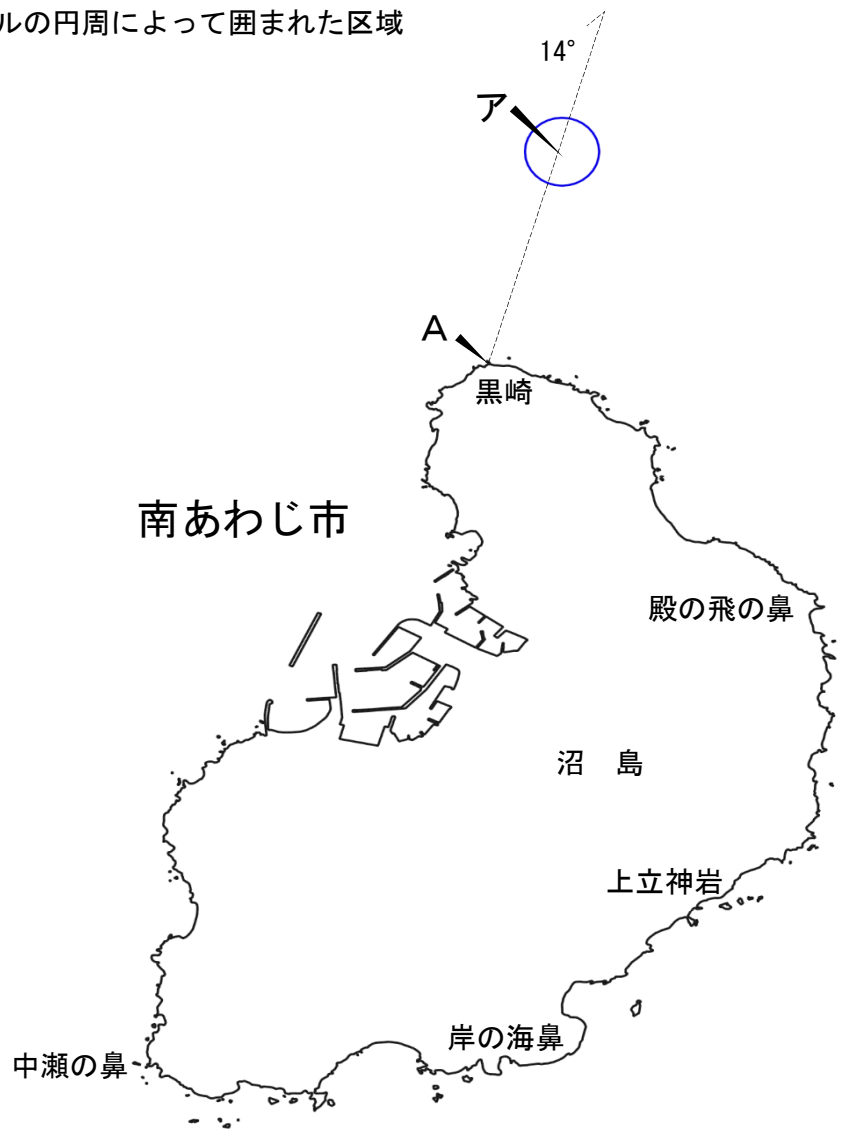 ルの円周によって囲まれた区域
14°
ア
A
黒崎
南あわじ市
殿の飛の鼻
沼 島
上立神岩
岸の海鼻
中瀬の鼻